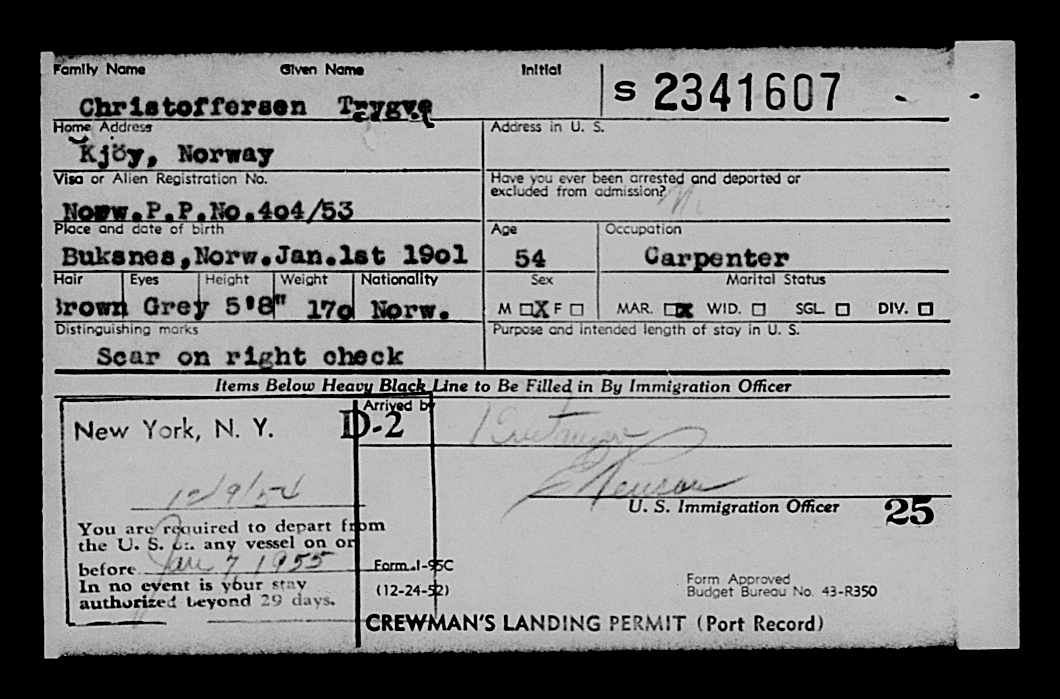 Family Name Given Name Initial
Christoffersen Trygve S 2341607
Home Address Address in U. S.
Kjöy, Norway
Visa or Alien Registration No. Have you ever been arrested and deported or
excluded from admission?
Norw.P.P.No.404/53
Place and date of birth Age Occupation
Buksnes,Norw.Jan.1st 19o1 54 Carpenter
Hair Eyes Height Weight Nationality Sex Marital Status
Brown Grey 5'8" 170 Norw. M ☐X F ☐ MAR. ☐X WID. ☐ SGL. ☐ DIV. ☐
Distinguishing marks Purpose and intended length of stay in U. S.
Scar on right check
Items Below Heavy Black Line to Be Filled in By Immigration Officer
Arrived by
New York, N. Y. D-2
12/9/54
U. S. Immigration Officer 25
You are required to depart from
the U. S. on any vessel on or
before Jan 7 1955 Form I-95C
In no event is your stay (12-24-52) Form Approved
authorized beyond 29 days. Budget Bureau No. 43-R350
CREWMAN'S LANDING PERMIT (Port Record)